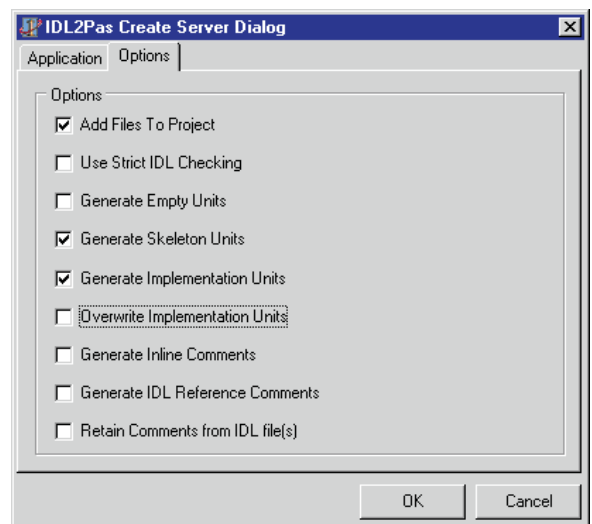 IDL2Pas Create Server Dialog
Application Options
Options
Add Files To Project
Use Strict IDL Checking
Generate Empty Units
Generate Skeleton Units
Generate Implementation Units
Overwrite Implementation Units
Generate Inline Comments
Generate IDL Reference Comments
Retain Comments from IDL file(s)
OK Cancel